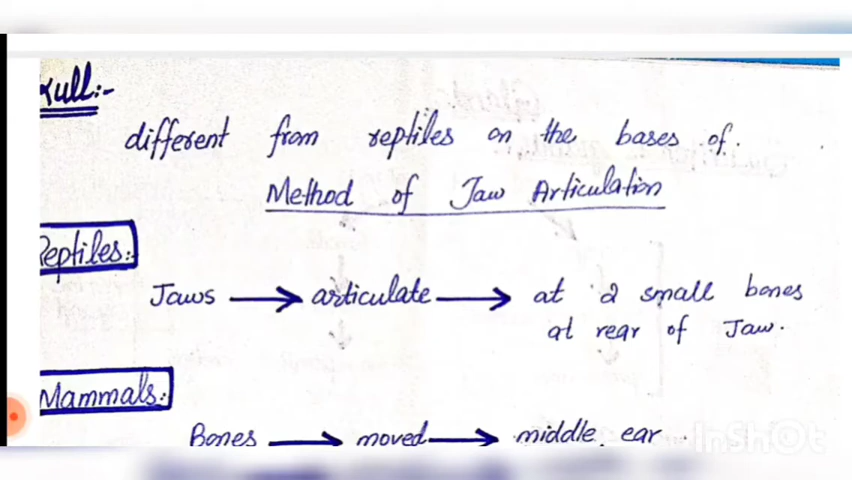 kull:-
different from reptiles on the bases of.
Method of Jaw Articulation
Reptiles:
Jaws → articulate → at 2 small bones
at rear of Jaw.
Mammals:
Bones → moved → middle ear
InShOt